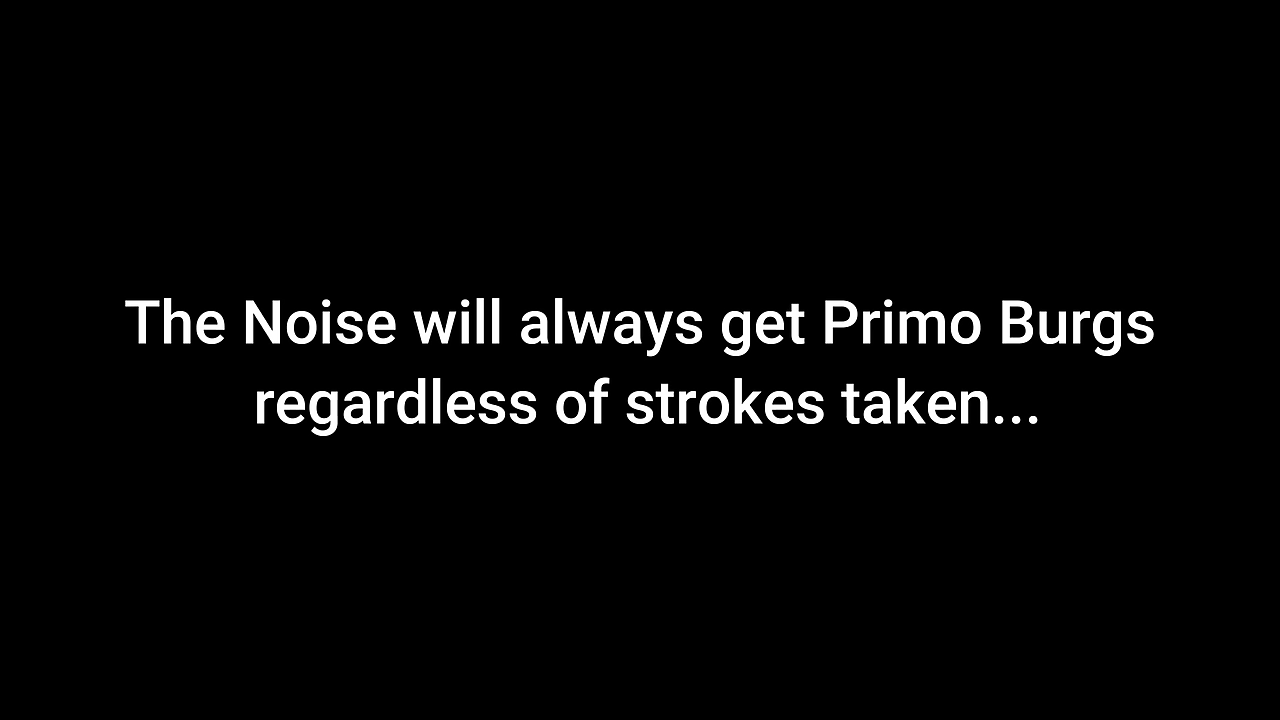 The Noise will always get Primo Burgs
regardless of strokes taken...